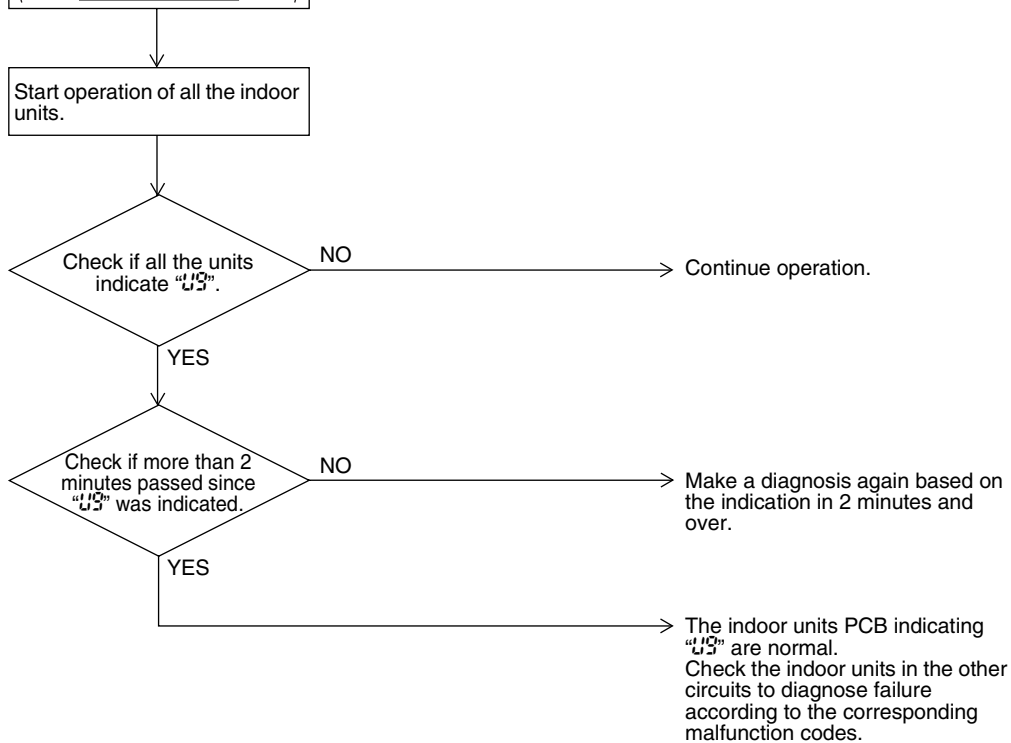 Start operation of all the indoor
units.
Check if all the units
indicate “U9”.
NO
Continue operation.
YES
Check if more than 2
minutes passed since
“U9” was indicated.
NO
Make a diagnosis again based on
the indication in 2 minutes and
over.
YES
The indoor units PCB indicating
“U9” are normal.
Check the indoor units in the other
circuits to diagnose failure
according to the corresponding
malfunction codes.